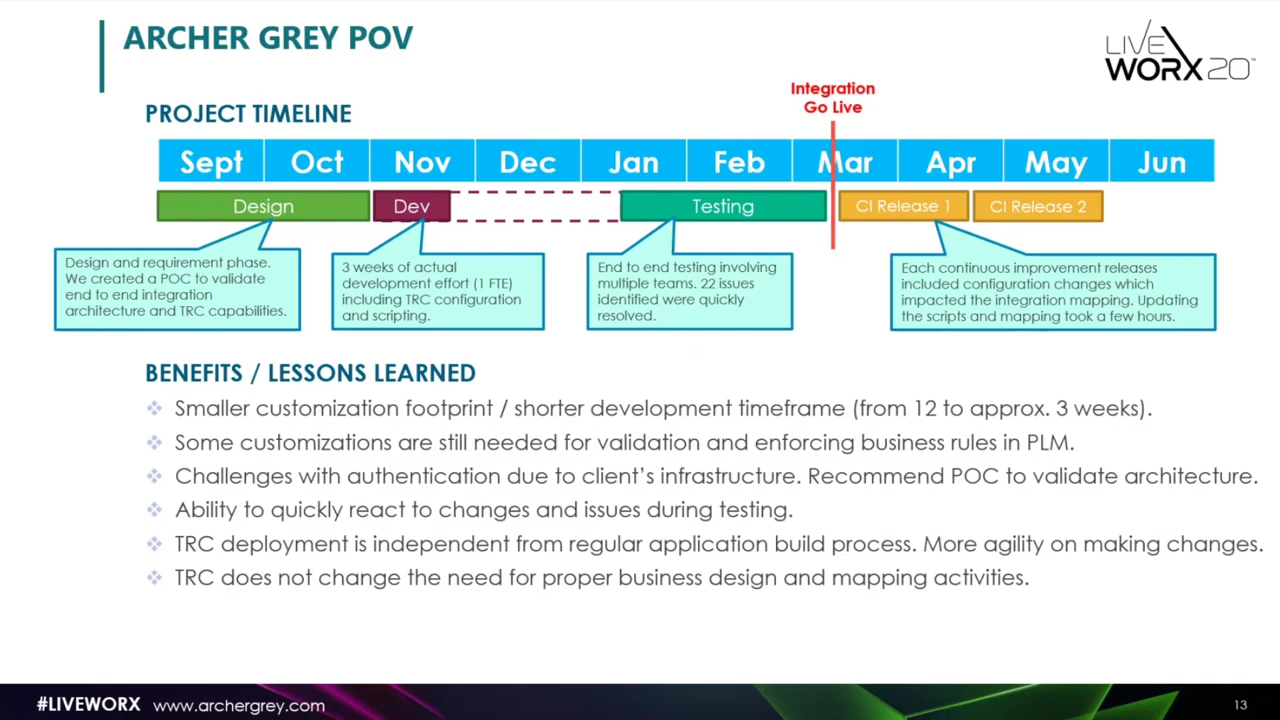 ARCHER GREY POV
LIVE
WORX 20™
PROJECT TIMELINE
Integration
Go Live
Sept Oct Nov Dec Jan Feb Mar Apr May Jun
Design Dev Testing CI Release 1 CI Release 2
Design and requirement phase.
We created a POC to validate
end to end integration
architecture and TRC capabilities.
3 weeks of actual
development effort (1 FTE)
including TRC configuration
and scripting.
End to end testing involving
multiple teams. 22 issues
identified were quickly
resolved.
Each continuous improvement releases
included configuration changes which
impacted the integration mapping. Updating
the scripts and mapping took a few hours.
BENEFITS / LESSONS LEARNED
❖ Smaller customization footprint / shorter development timeframe (from 12 to approx. 3 weeks).
❖ Some customizations are still needed for validation and enforcing business rules in PLM.
❖ Challenges with authentication due to client's infrastructure. Recommend POC to validate architecture.
❖ Ability to quickly react to changes and issues during testing.
❖ TRC deployment is independent from regular application build process. More agility on making changes.
❖ TRC does not change the need for proper business design and mapping activities.
#LIVEWORX www.archergrey.com
13